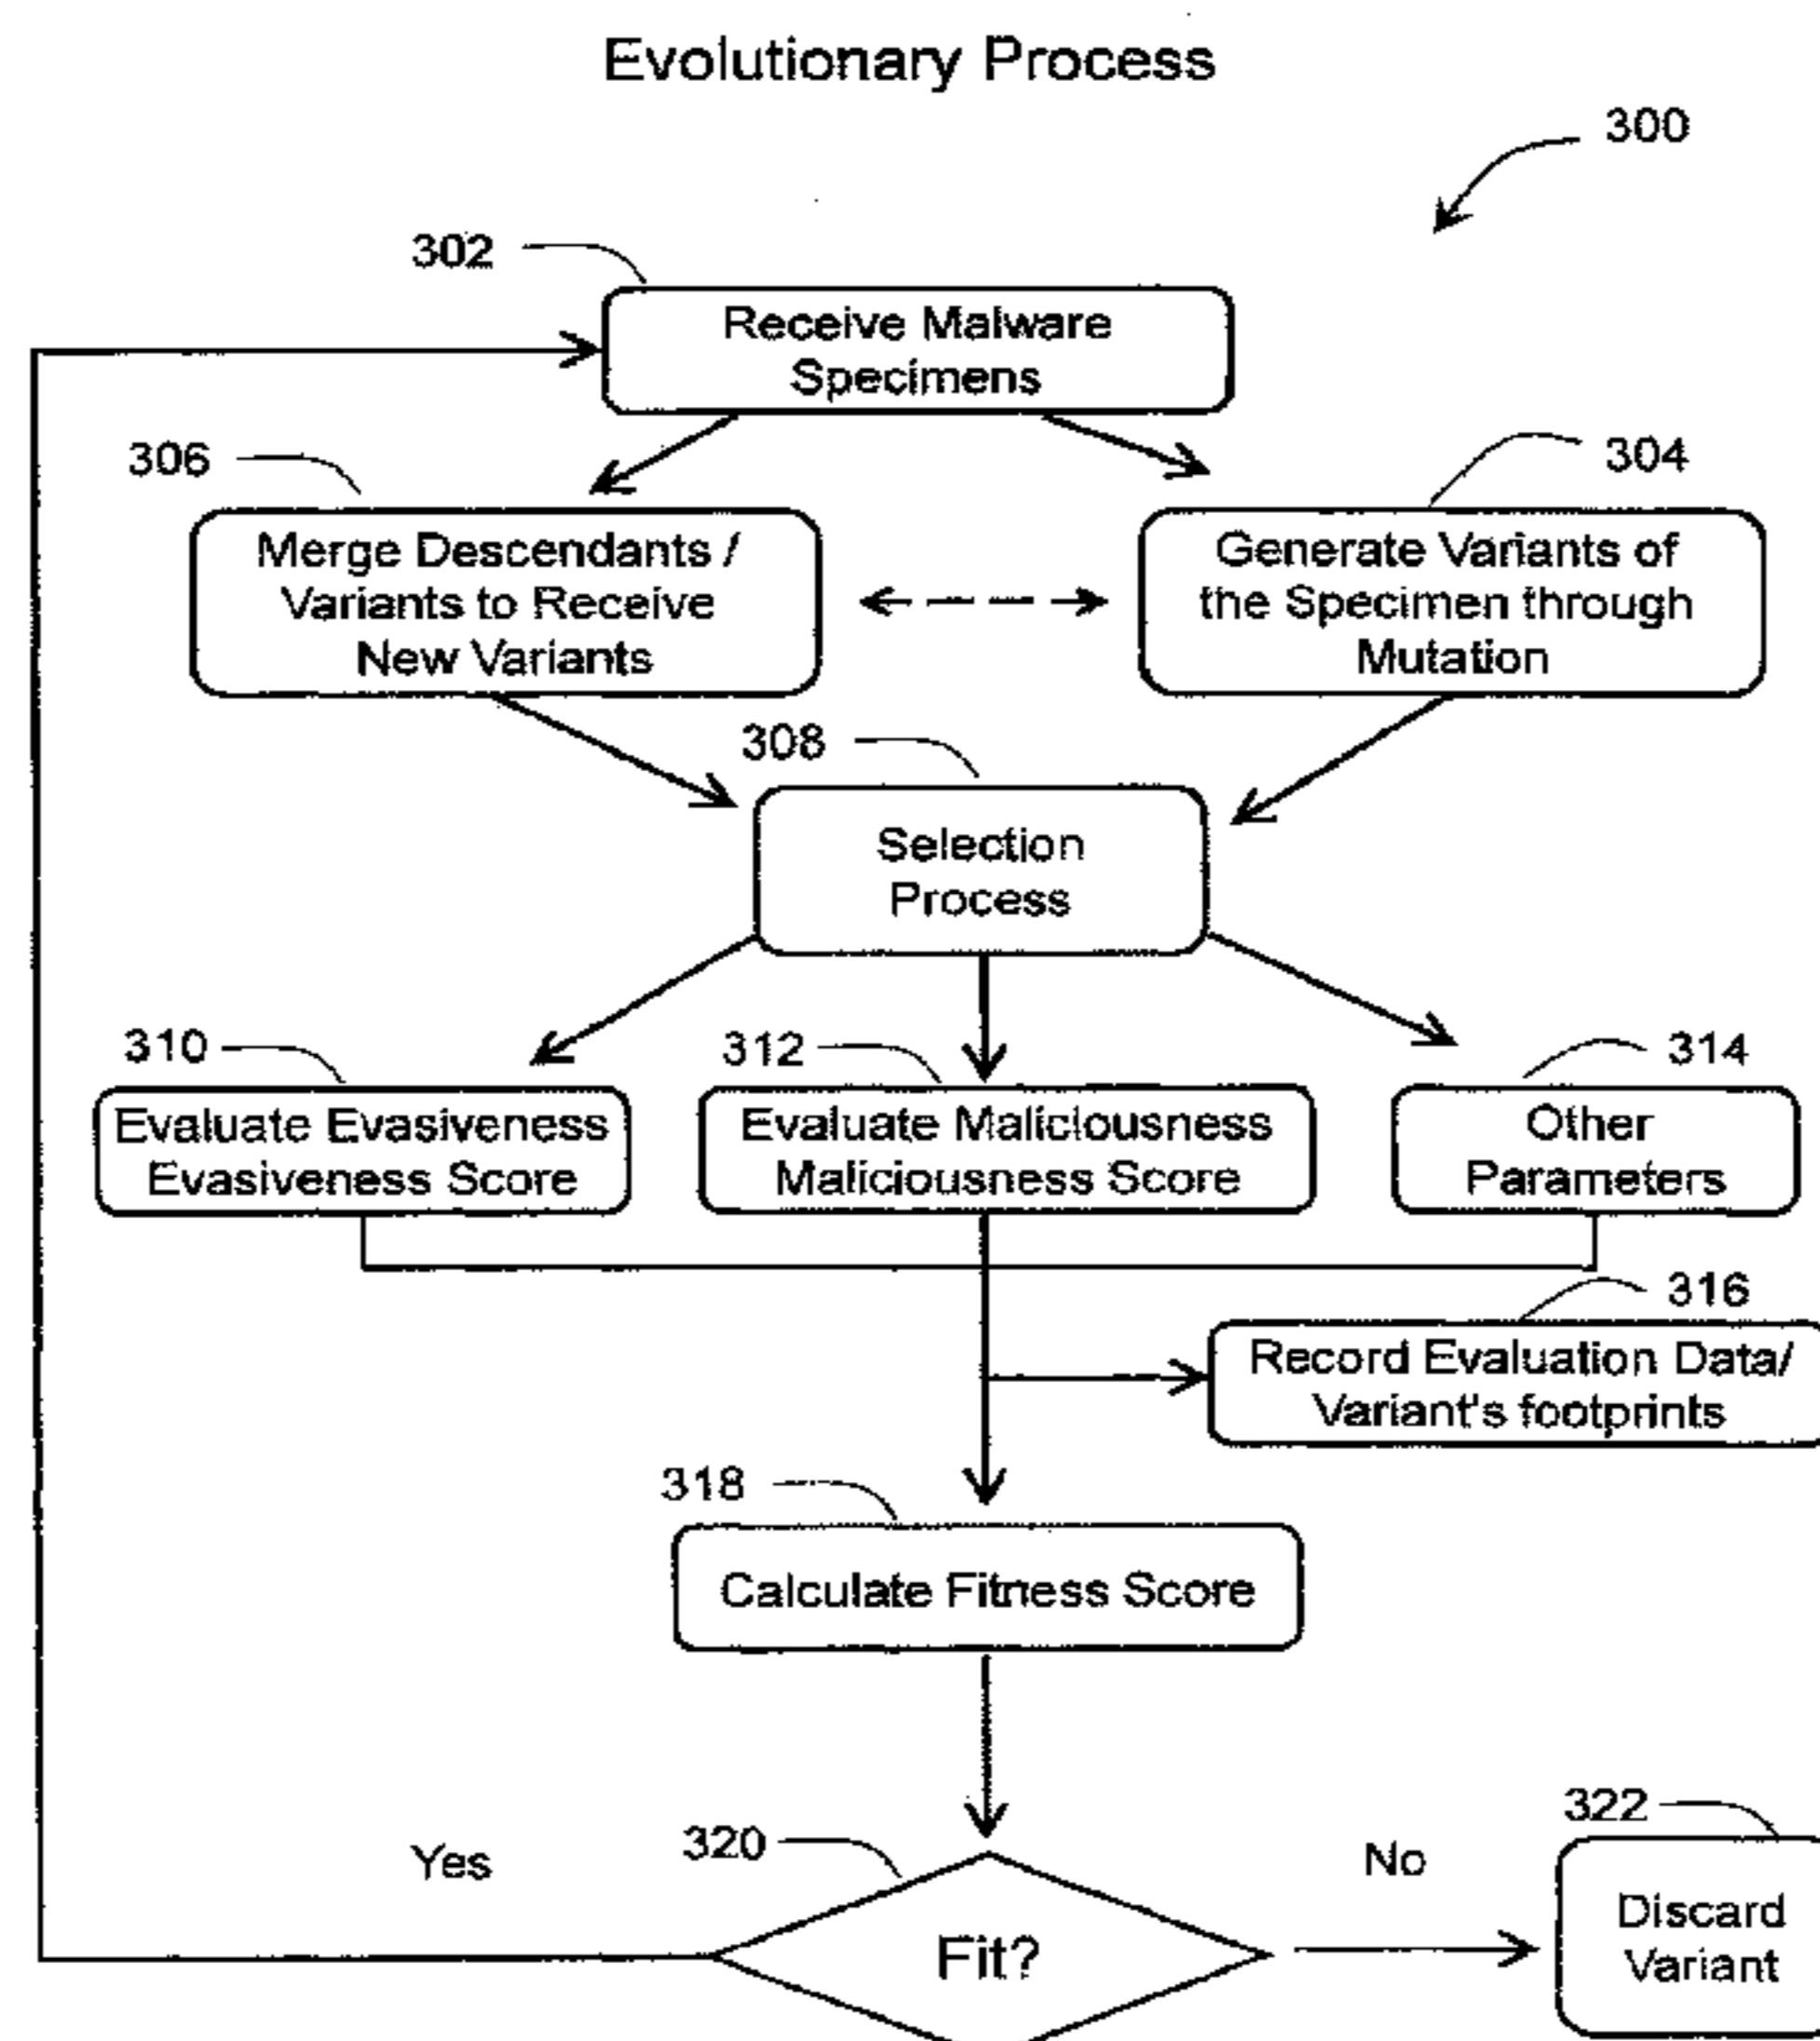 Evolutionary Process
300
302
Receive Malware
Specimens
306
304
Merge Descendants /
Variants to Receive
New Variants
Generate Variants of
the Specimen through
Mutation
308
Selection
Process
310
312
314
Evaluate Evasiveness
Evasiveness Score
Evaluate Maliciousness
Maliciousness Score
Other
Parameters
316
Record Evaluation Data/
Variant's footprints
318
Calculate Fitness Score
320
322
Yes
No
Fit?
Discard
Variant